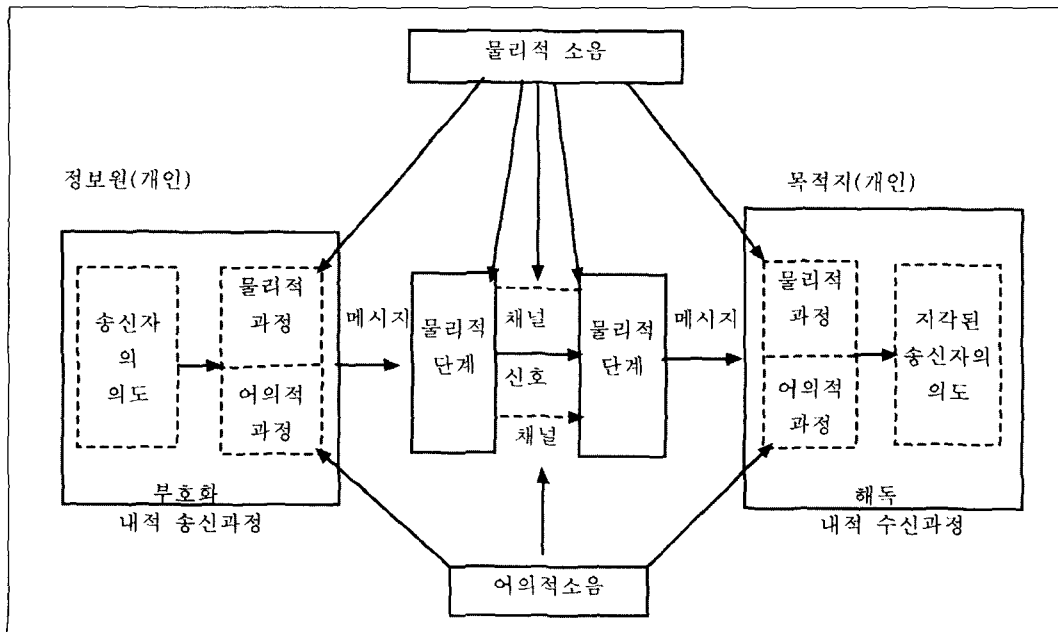 물리적 소음
정보원(개인)
목적지(개인)
송신자
의
의도
물리적
과정
어의적
과정
부호화
내적 송신과정
메시지
물리적
단계
채널
신호
채널
물리적
단계
메시지
물리적
과정
어의적
과정
지각된
송신자의
의도
해독
내적 수신과정
어의적소음